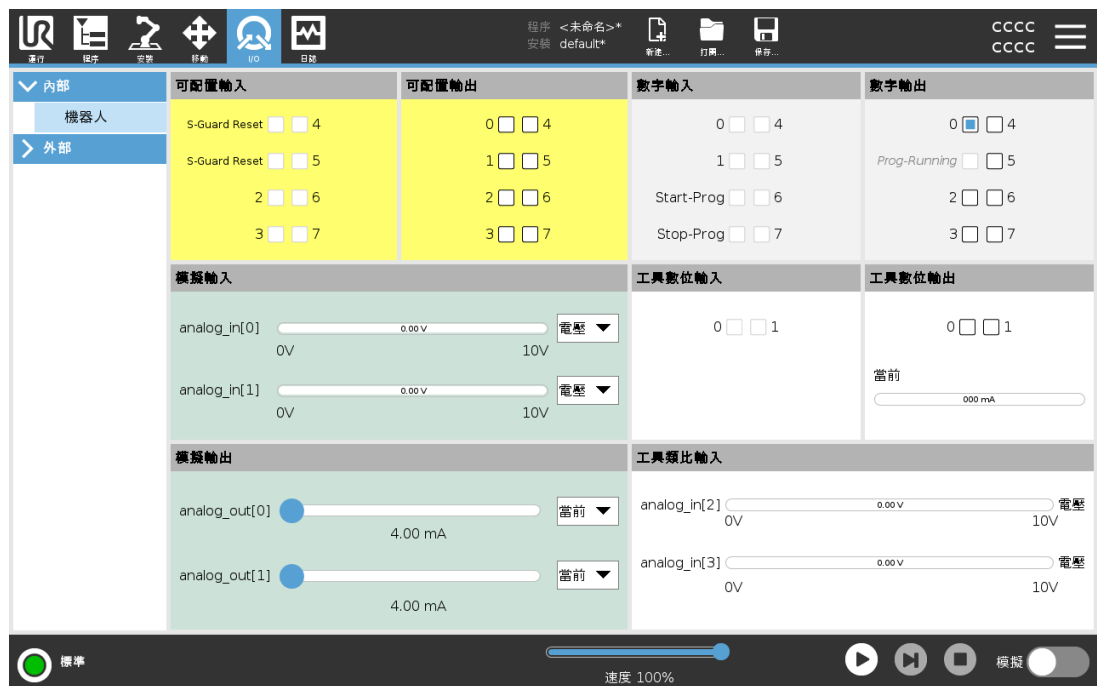 UR
程序 <未命名>*
安裝 default*
CCCC
CCCC
運行 程序 安裝 移動 I/O 日誌 新建... 打開... 保存...
內部
機器人
外部
可配置輸入
S-Guard Reset 4
S-Guard Reset 5
2 6
3 7
可配置輸出
0 4
1 5
2 6
3 7
數字輸入
0 4
1 5
Start-Prog 6
Stop-Prog 7
數字輸出
0 4
Prog-Running 5
2 6
3 7
模擬輸入
analog_in[0] 0.00 V 電壓
0V 10V
analog_in[1] 0.00 V 電壓
0V 10V
工具數位輸入
0 1
工具數位輸出
0 1
當前
000 mA
模擬輸出
analog_out[0] 當前
4.00 mA
analog_out[1] 當前
4.00 mA
工具類比輸入
analog_in[2] 0.00 V 電壓
0V 10V
analog_in[3] 0.00 V 電壓
0V 10V
標準
速度 100%
模擬